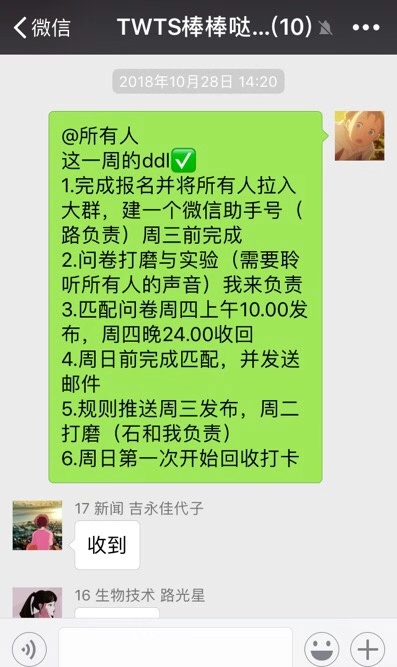 微信
TWTS棒棒哒...(10)
2018年10月28日 14:20
@所有人
这一周的ddl✅
1.完成报名并将所有人拉入
大群，建一个微信助手号（
路负责）周三前完成
2.问卷打磨与实验（需要聆
听所有人的声音）我来负责
3.匹配问卷周四上午10.00发
布，周四晚24.00收回
4.周日前完成匹配，并发送
邮件
5.规则推送周三发布，周二
打磨（石和我负责）
6.周日第一次开始回收打卡
17 新闻 吉永佳代子
收到
16 生物技术 路光星